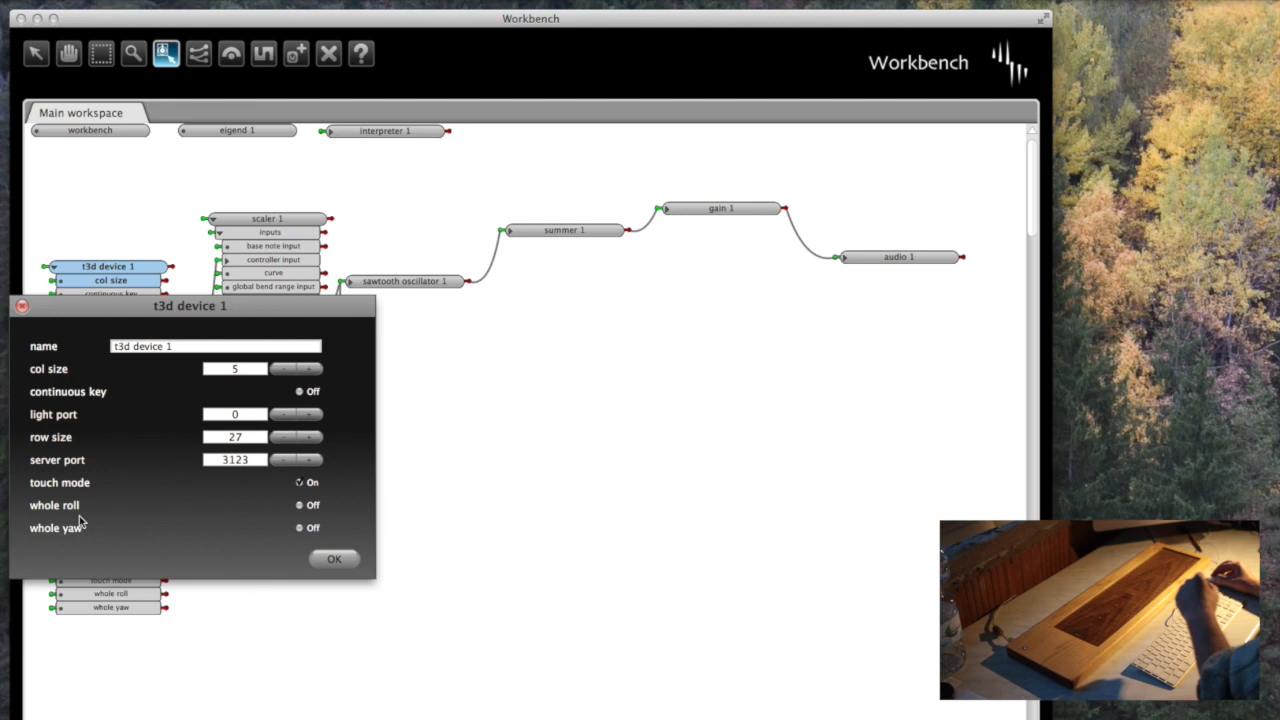 Workbench
Workbench
Main workspace
workbench
eigend 1
interpreter 1
scaler 1
inputs
base note input
controller input
curve
global bend range input
t3d device 1
col size
continuous key
sawtooth oscillator 1
summer 1
gain 1
audio 1
t3d device 1
name
t3d device 1
col size
5
- +
continuous key
Off
light port
0
- +
row size
27
- +
server port
3123
- +
touch mode
On
whole roll
Off
whole yaw
Off
OK
touch mode
whole roll
whole yaw